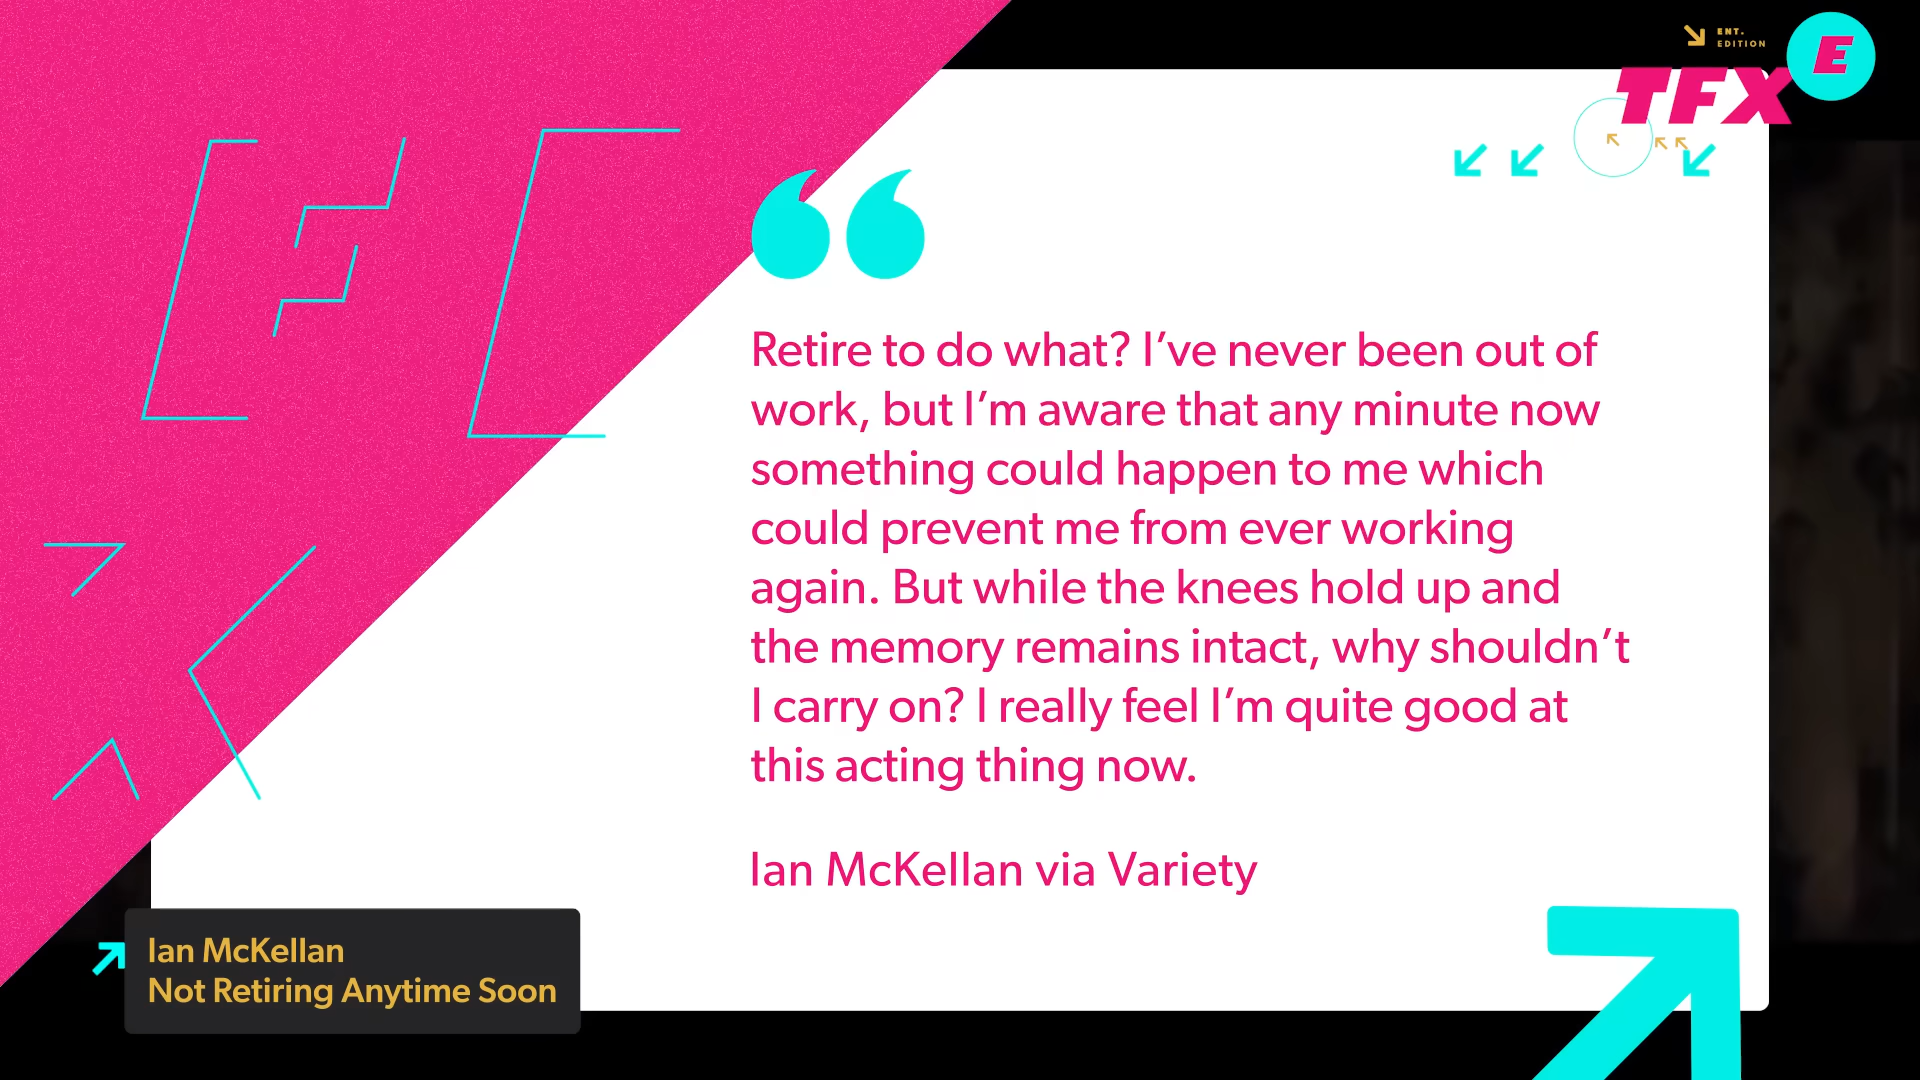 ENT.
EDITION
TFX
E
Retire to do what? I’ve never been out of
work, but I’m aware that any minute now
something could happen to me which
could prevent me from ever working
again. But while the knees hold up and
the memory remains intact, why shouldn’t
I carry on? I really feel I’m quite good at
this acting thing now.
Ian McKellan via Variety
Ian McKellan
Not Retiring Anytime Soon